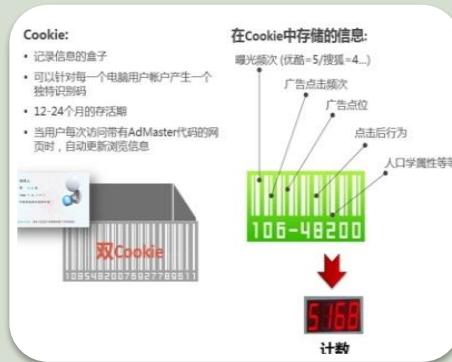 Cookie:
• 记录信息的盒子
• 可以针对每一个电脑用户帐户产生一个
独特识别码
• 12-24个月的存活期
• 当用户每次访问带有AdMaster代码的网
页时，自动更新浏览信息
双Cookie
在Cookie中存储的信息:
曝光频次 (优酷=5/搜狐=4...)
广告点击频次
广告点位
点击后行为
人口学属性等等
106-48200
5168
计数